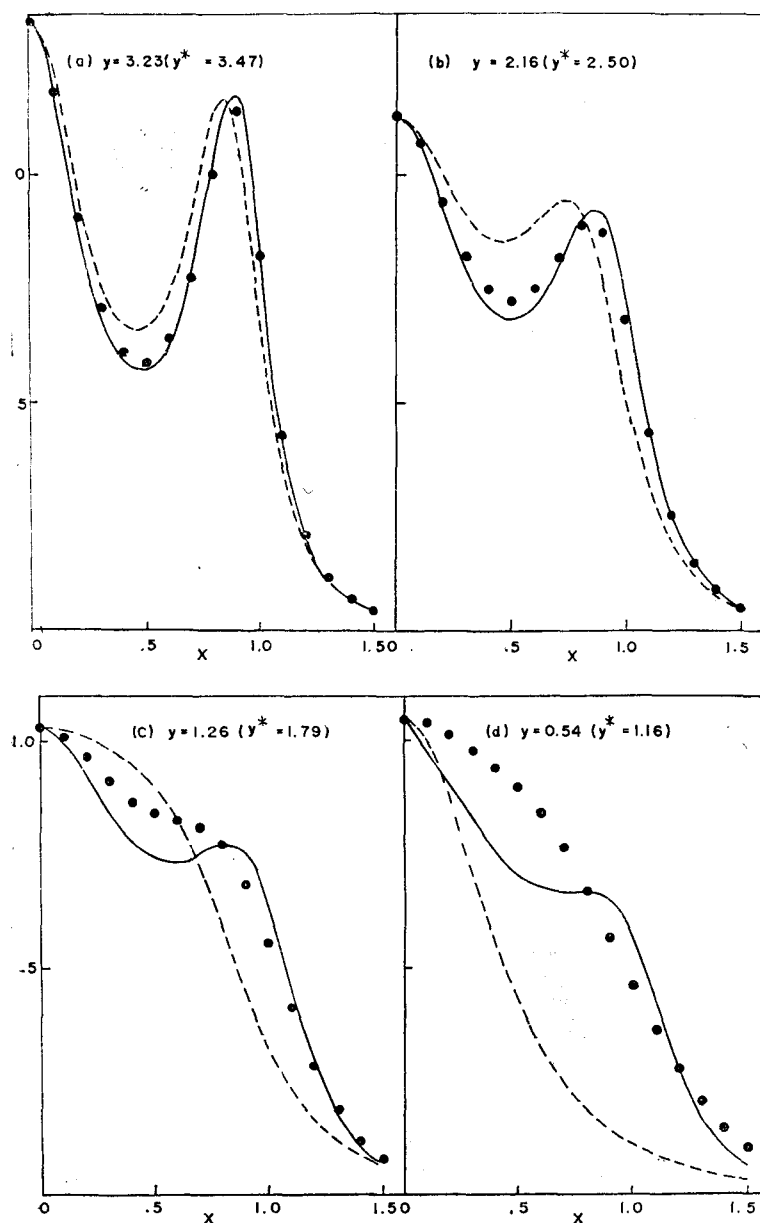 (a) y=3.23(y* = 3.47)
(b) y = 2.16(y* = 2.50)
0
5
0 .5 1.0 1.50
.5 1.0 1.5
x
x
(c) y=1.26 (y* =1.79)
(d) y=0.54 (y* =1.16)
1.0
.5
0 .5 1.0 1.5
.5 1.0 1.5
x
x